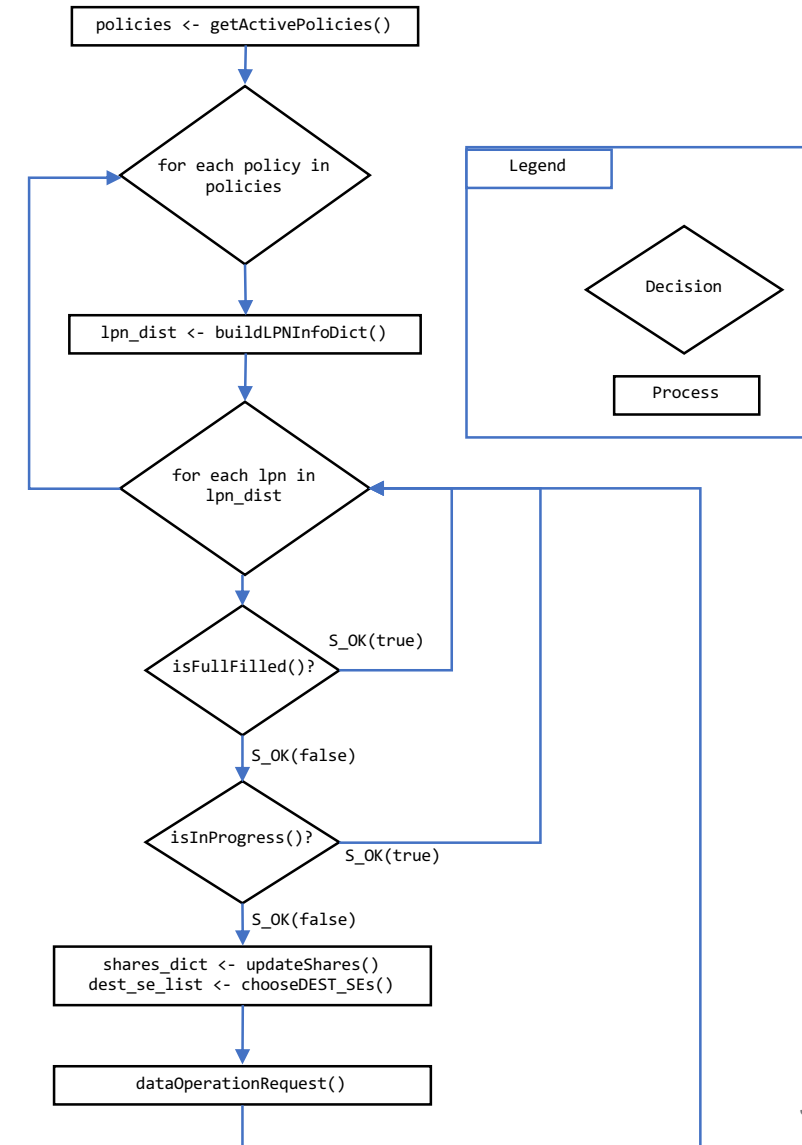 policies <- getActivePolicies()
for each policy in
policies
Legend
Decision
lpn_dist <- buildLPNInfoDict()
Process
for each lpn in
lpn_dist
S_OK(true)
isFullFilled()?
S_OK(false)
isInProgress()?
S_OK(true)
S_OK(false)
shares_dict <- updateShares()
dest_se_list <- chooseDEST_SEs()
dataOperationRequest()